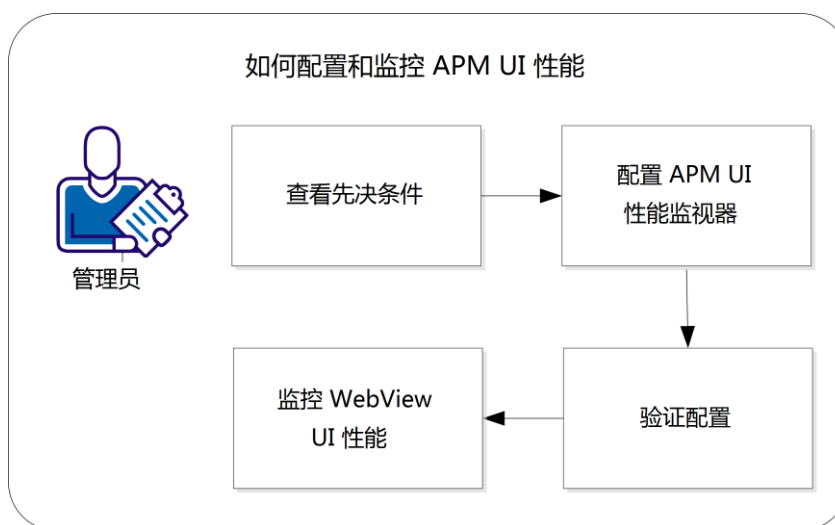 如何配置和监控 APM UI 性能
管理员
查看先决条件
配置 APM UI
性能监视器
验证配置
监控 WebView
UI 性能